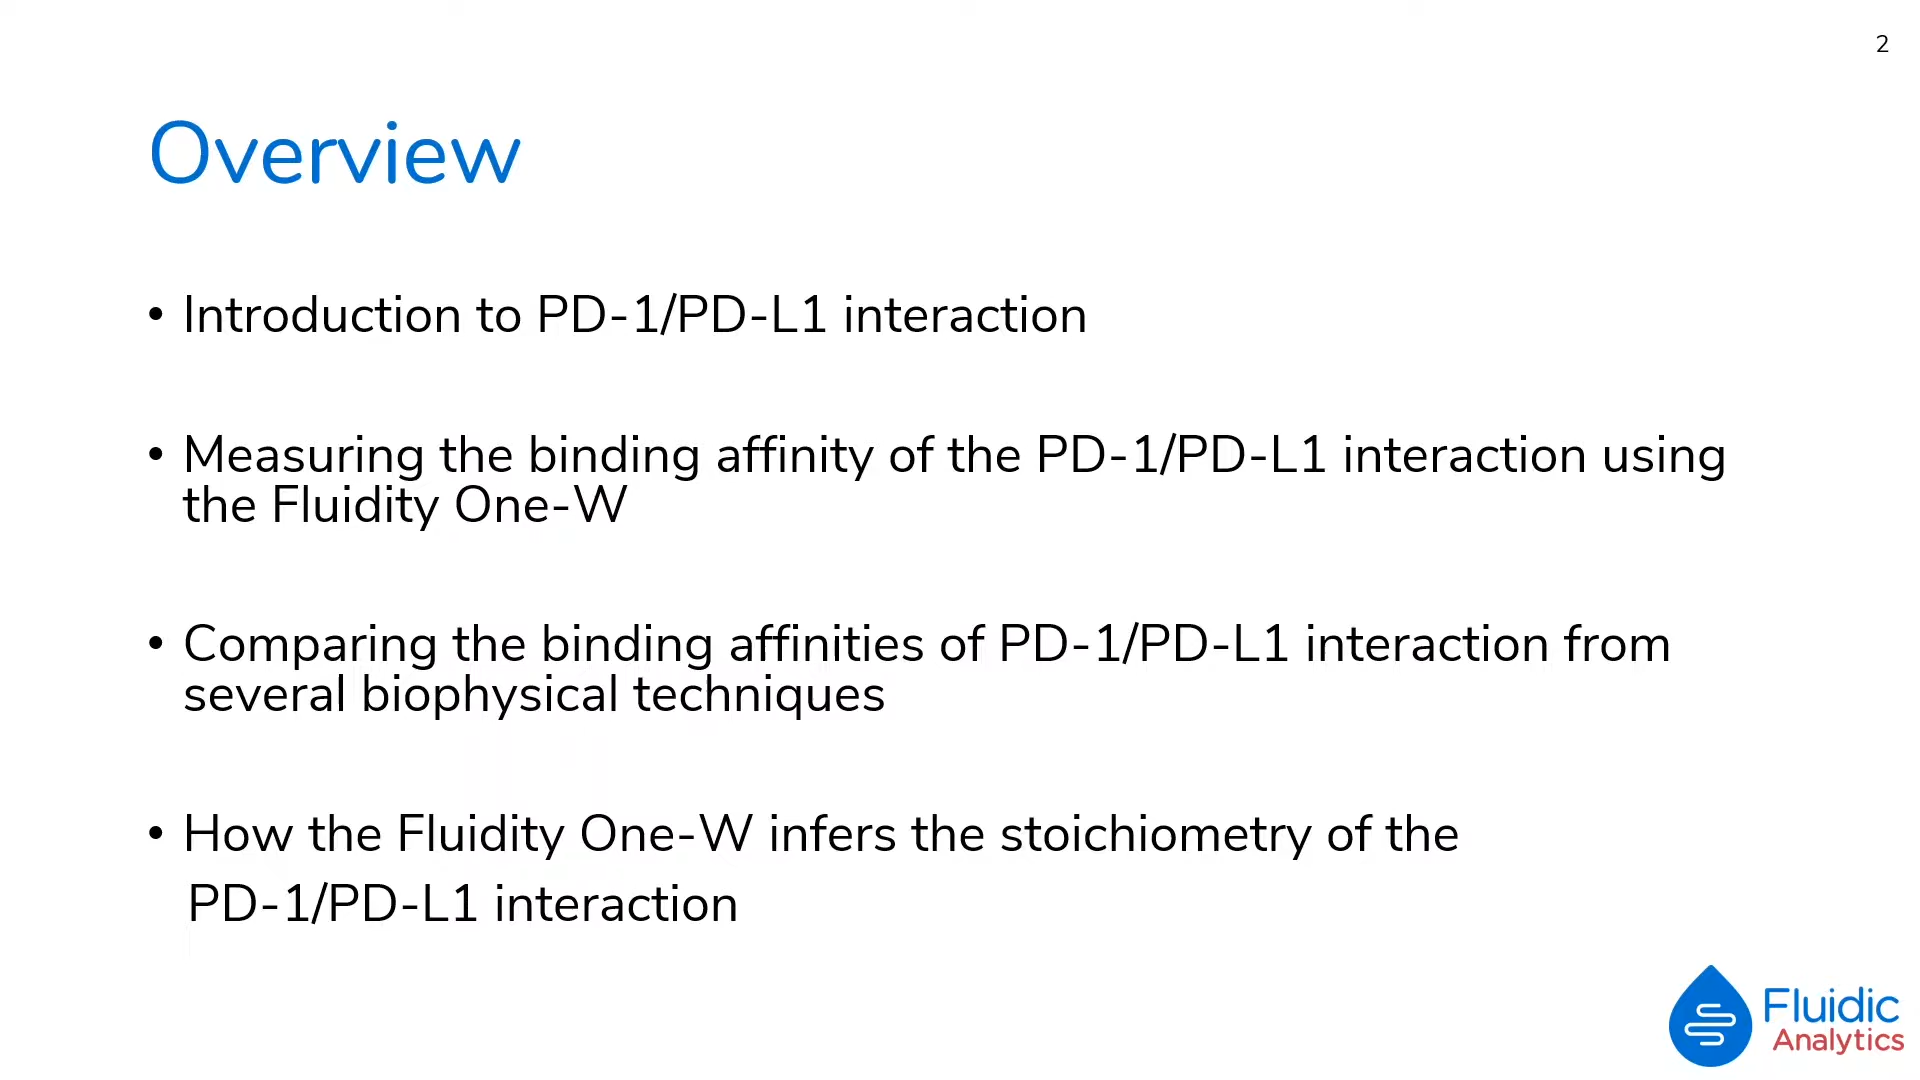 2
Overview
• Introduction to PD-1/PD-L1 interaction
• Measuring the binding affinity of the PD-1/PD-L1 interaction using
the Fluidity One-W
• Comparing the binding affinities of PD-1/PD-L1 interaction from
several biophysical techniques
• How the Fluidity One-W infers the stoichiometry of the
PD-1/PD-L1 interaction
Fluidic
Analytics